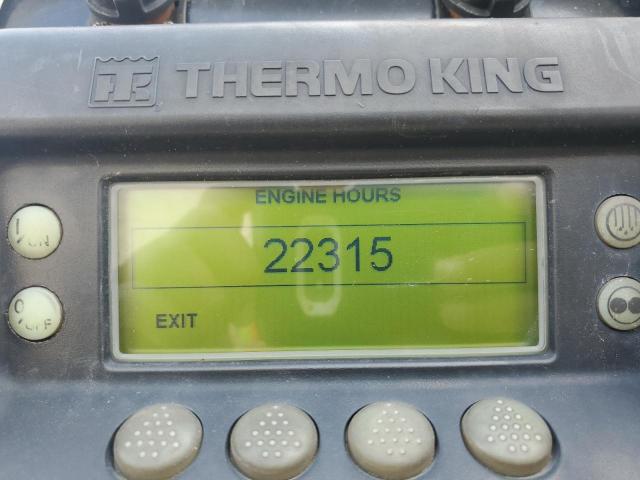 THERMO KING
ENGINE HOURS
22315
EXIT
ON
OFF